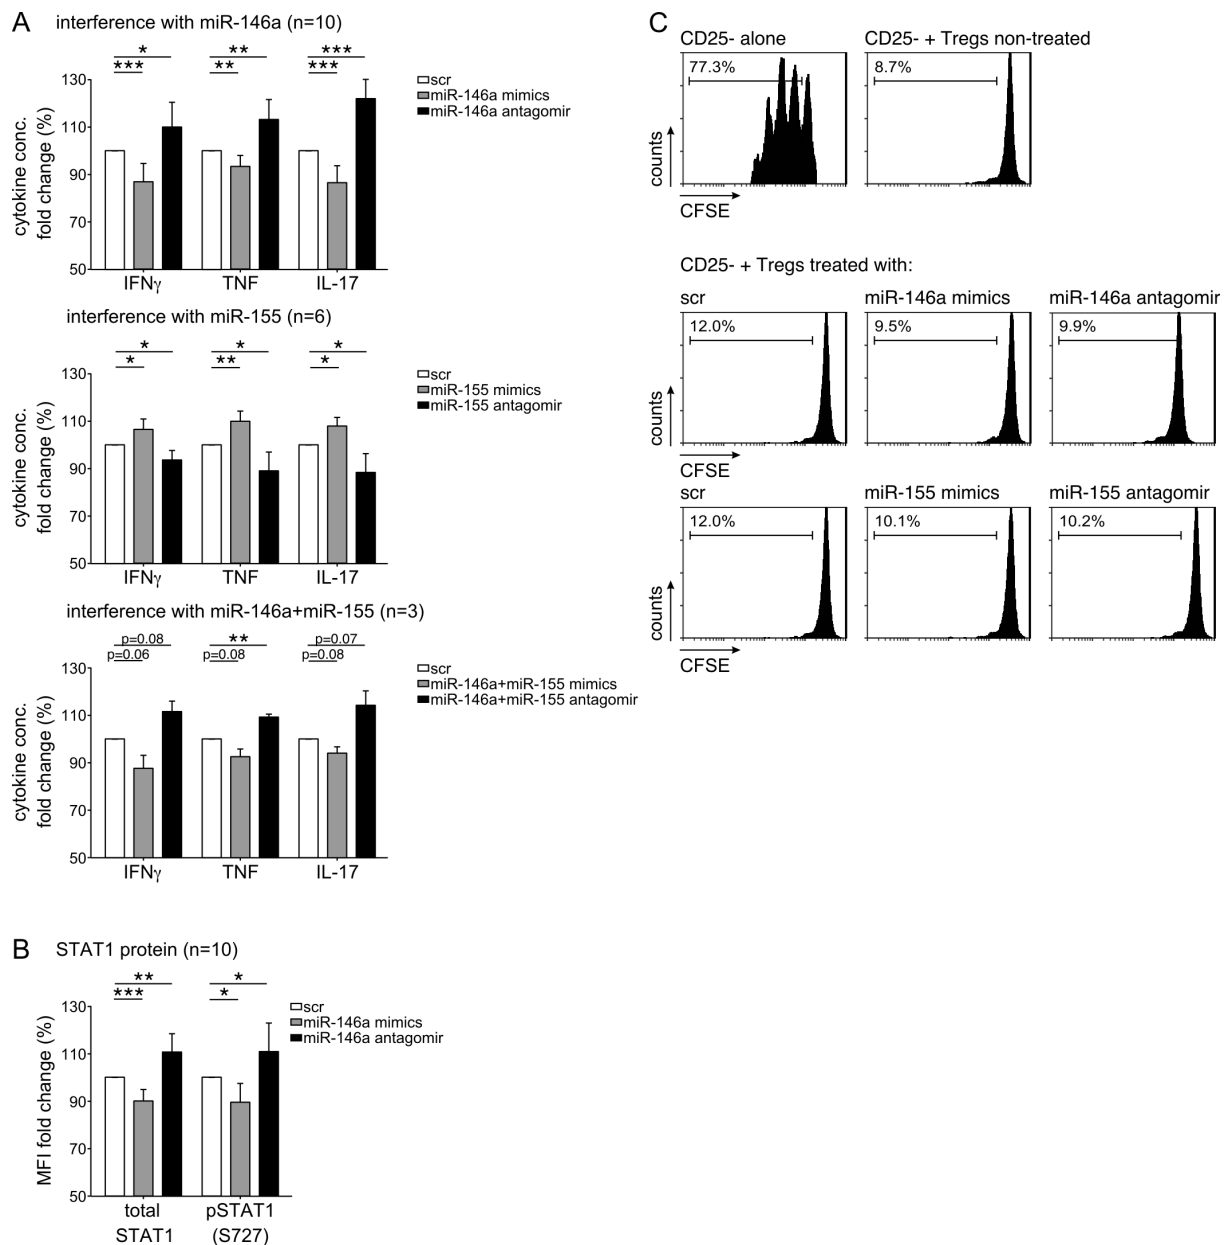 A
interference with miR-146a (n=10)
* ** ***
*** ** ***
cytokine conc.
fold change (%)
130
110
90
70
50
IFNγ TNF IL-17
scr
miR-146a mimics
miR-146a antagomir
interference with miR-155 (n=6)
* * *
* ** *
cytokine conc.
fold change (%)
130
110
90
70
50
IFNγ TNF IL-17
scr
miR-155 mimics
miR-155 antagomir
interference with miR-146a+miR-155 (n=3)
p=0.08 ** p=0.07
p=0.06 p=0.08 p=0.08
cytokine conc.
fold change (%)
130
110
90
70
50
IFNγ TNF IL-17
scr
miR-146a+miR-155 mimics
miR-146a+miR-155 antagomir
B
STAT1 protein (n=10)
** *
*** *
MFI fold change (%)
130
110
90
70
50
total
STAT1
pSTAT1
(S727)
scr
miR-146a mimics
miR-146a antagomir
C
CD25- alone
77.3%
CD25- + Tregs non-treated
8.7%
counts
CFSE
CD25- + Tregs treated with:
scr
12.0%
miR-146a mimics
9.5%
miR-146a antagomir
9.9%
counts
CFSE
scr
12.0%
miR-155 mimics
10.1%
miR-155 antagomir
10.2%
counts
CFSE